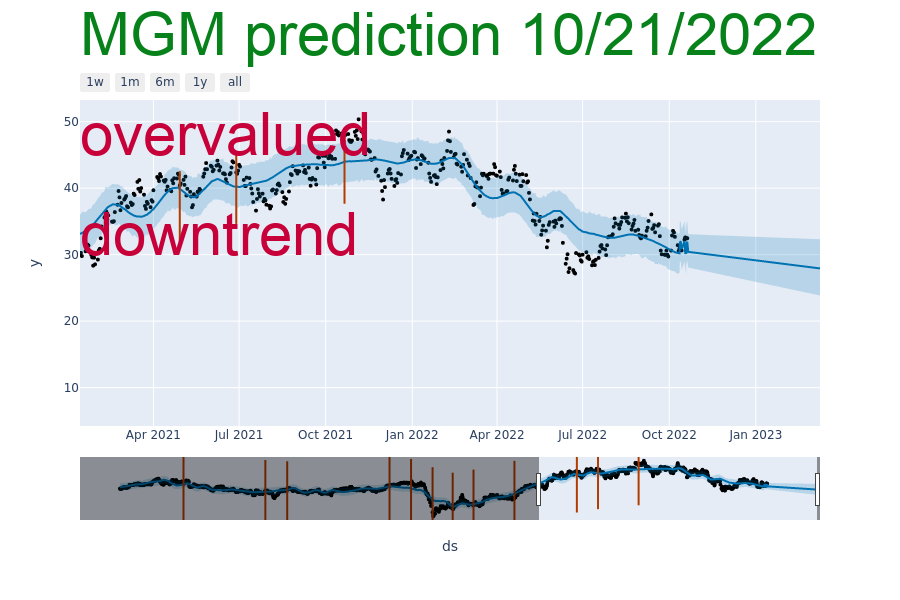 MGM prediction 10/21/2022
1w 1m 6m 1y all
overvalued
downtrend
50
40
30
20
10
y
Apr 2021 Jul 2021 Oct 2021 Jan 2022 Apr 2022 Jul 2022 Oct 2022 Jan 2023
ds